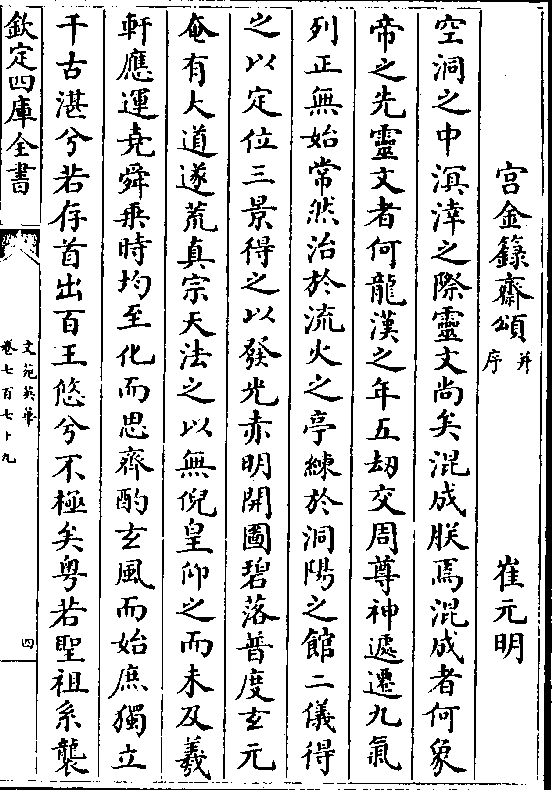 宫金籙齋頌并序　崔元明
空洞之中溟涬之際靈文尚矣混成朕焉混成者何象
帝之先靈文者何龍漢之年五劫交周尊神遞遷九氣
列正無始常然治於流火之亭練於洞陽之館二儀得
之以定位三景得之以發光赤明開圖碧落普度玄元
奄有大道遂荒真宗天法之以無倪皇仰之而未及羲
軒應運堯舜乗時均至化而思齊酌玄風而始庶獨立
千古湛兮若存首出百王悠兮不極矣粤若聖祖系襲
欽定四庫全書
文苑英華
卷七百七十九
四